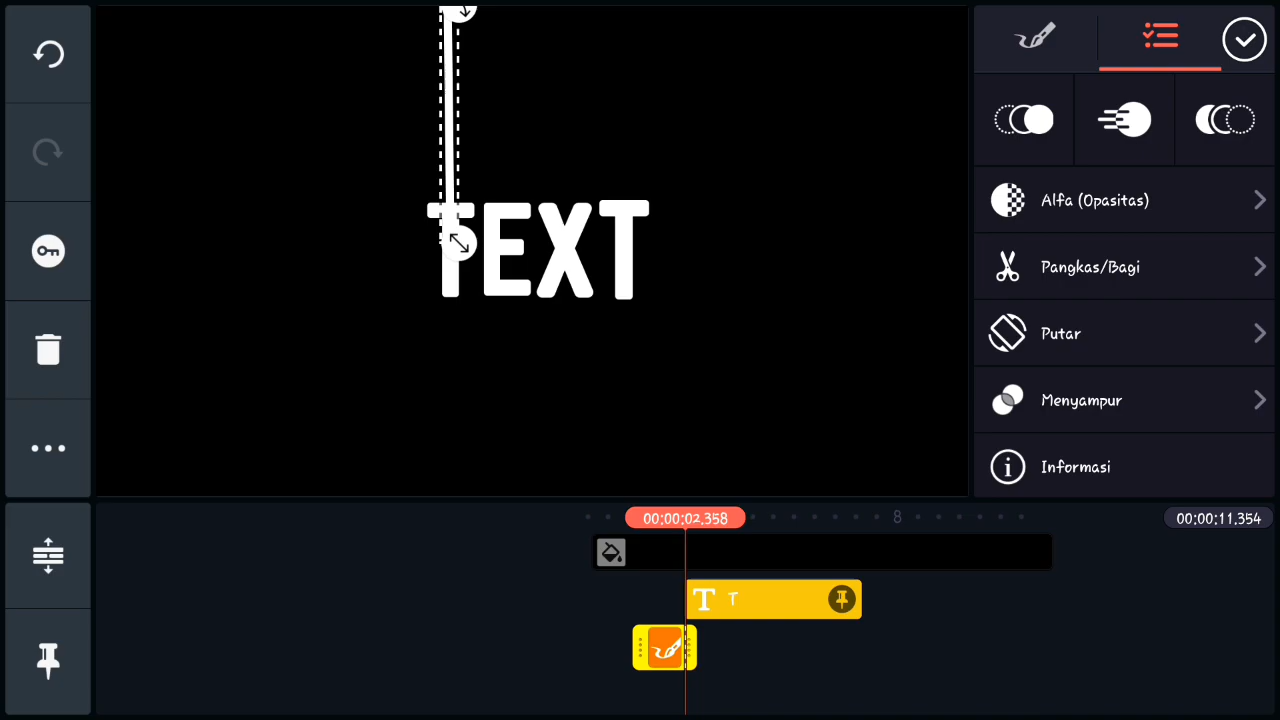 TEXT
Alfa (Opasitas)
Pangkas/Bagi
Putar
Menyampur
Informasi
00:00:02.358
8
00:00:11.354
T T